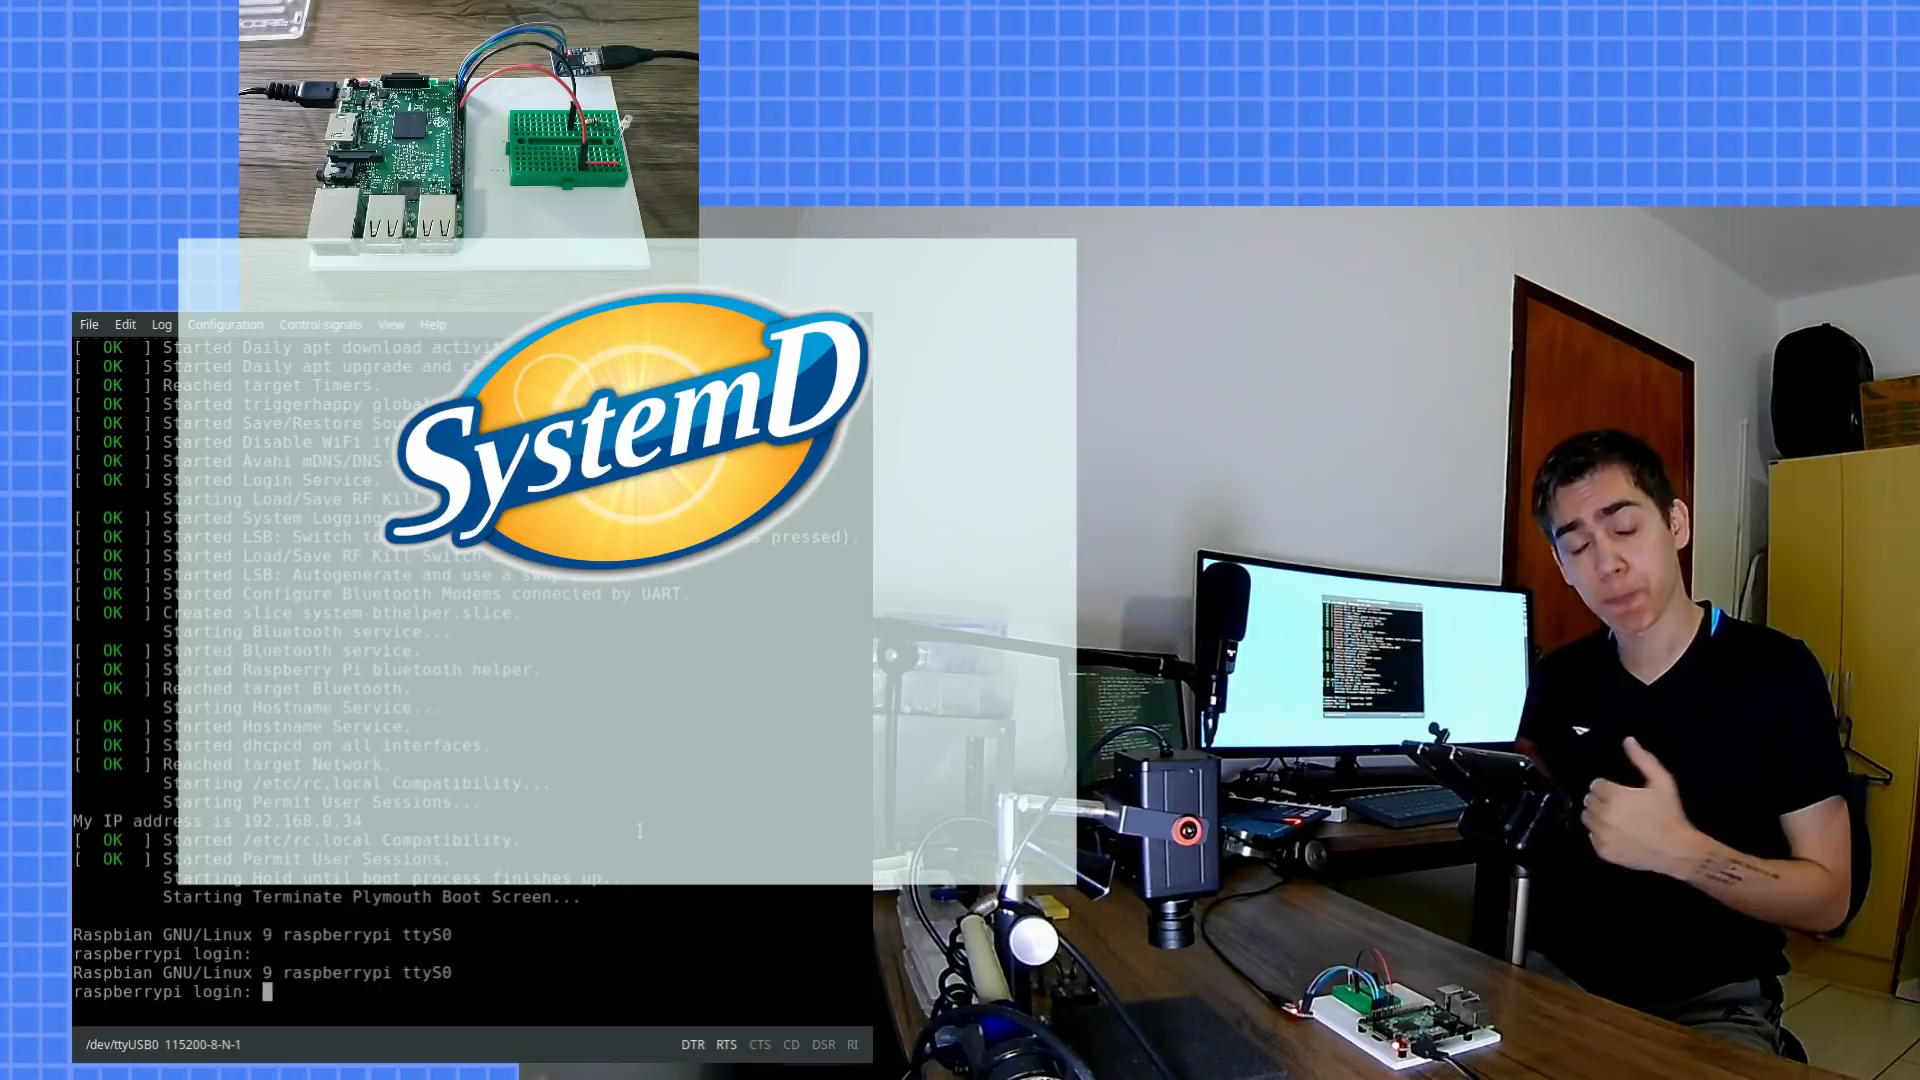 File Edit Log Configuration Control signals View Help
[ OK ] Started Daily apt download activit
[ OK ] Started Daily apt upgrade and cl
[ OK ] Reached target Timers.
[ OK ] Started triggerhappy global
[ OK ] Started Save/Restore Sou
[ OK ] Started Disable WiFi if
[ OK ] Started Avahi mDNS/DNS-
[ OK ] Started Login Service.
Starting Load/Save RF Kill
[ OK ] Started System Logging
[ OK ] Started LSB: Switch to s pressed).
[ OK ] Started Load/Save RF Kill Switch
[ OK ] Started LSB: Autogenerate and use a swap
[ OK ] Started Configure Bluetooth Modems connected by UART.
[ OK ] Created slice system-bthelper.slice.
Starting Bluetooth service...
[ OK ] Started Bluetooth service.
[ OK ] Started Raspberry Pi bluetooth helper.
[ OK ] Reached target Bluetooth.
Starting Hostname Service...
[ OK ] Started Hostname Service.
[ OK ] Started dhcpcd on all interfaces.
[ OK ] Reached target Network.
Starting /etc/rc.local Compatibility...
Starting Permit User Sessions...
My IP address is 192.168.0.34
[ OK ] Started /etc/rc.local Compatibility.
[ OK ] Started Permit User Sessions.
Starting Hold until boot process finishes up..
Starting Terminate Plymouth Boot Screen...
Raspbian GNU/Linux 9 raspberrypi ttyS0
raspberrypi login:
Raspbian GNU/Linux 9 raspberrypi ttyS0
raspberrypi login:
/dev/ttyUSB0 115200-8-N-1 DTR RTS CTS CD DSR RI
SystemD